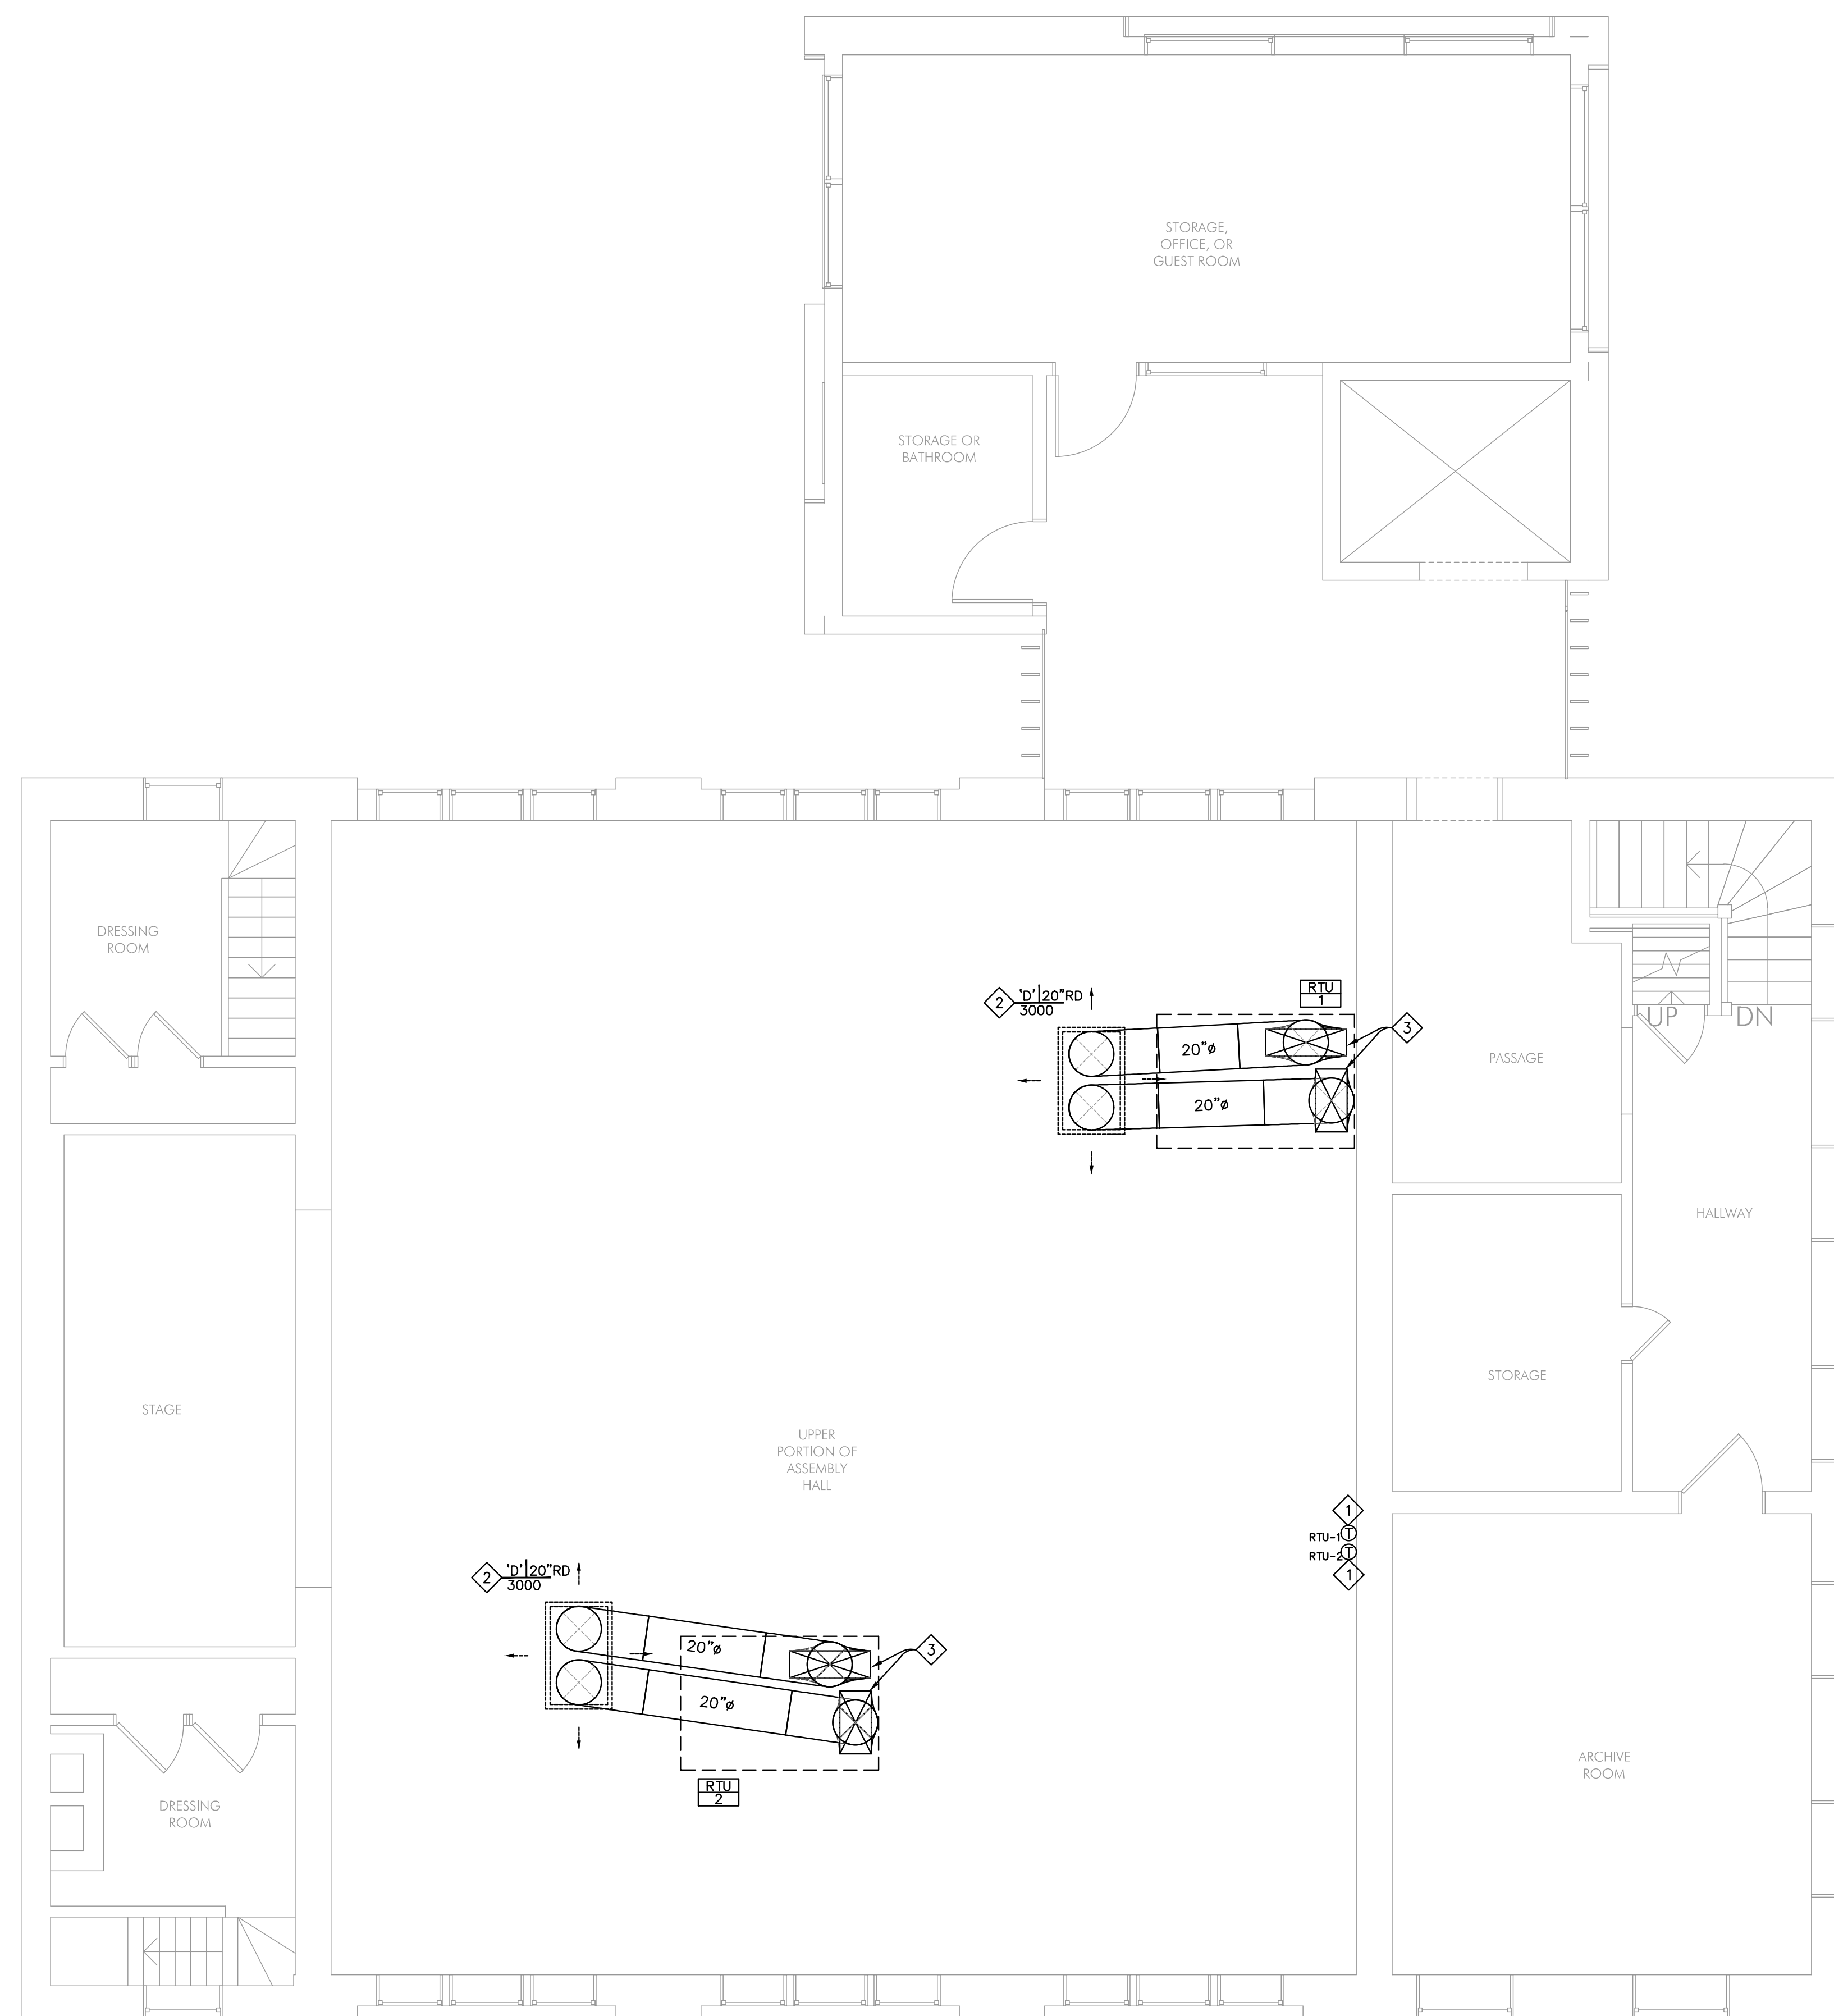 STORAGE,
OFFICE, OR
GUEST ROOM
STORAGE OR
BATHROOM
DRESSING
ROOM
UP
DN
2
'D' 20"RD
3000
RTU
1
3
20"ø
20"ø
PASSAGE
HALLWAY
STORAGE
STAGE
UPPER
PORTION OF
ASSEMBLY
HALL
1
RTU-1 T
RTU-2 T
1
2
'D' 20"RD
3000
3
20"ø
20"ø
RTU
2
ARCHIVE
ROOM
DRESSING
ROOM